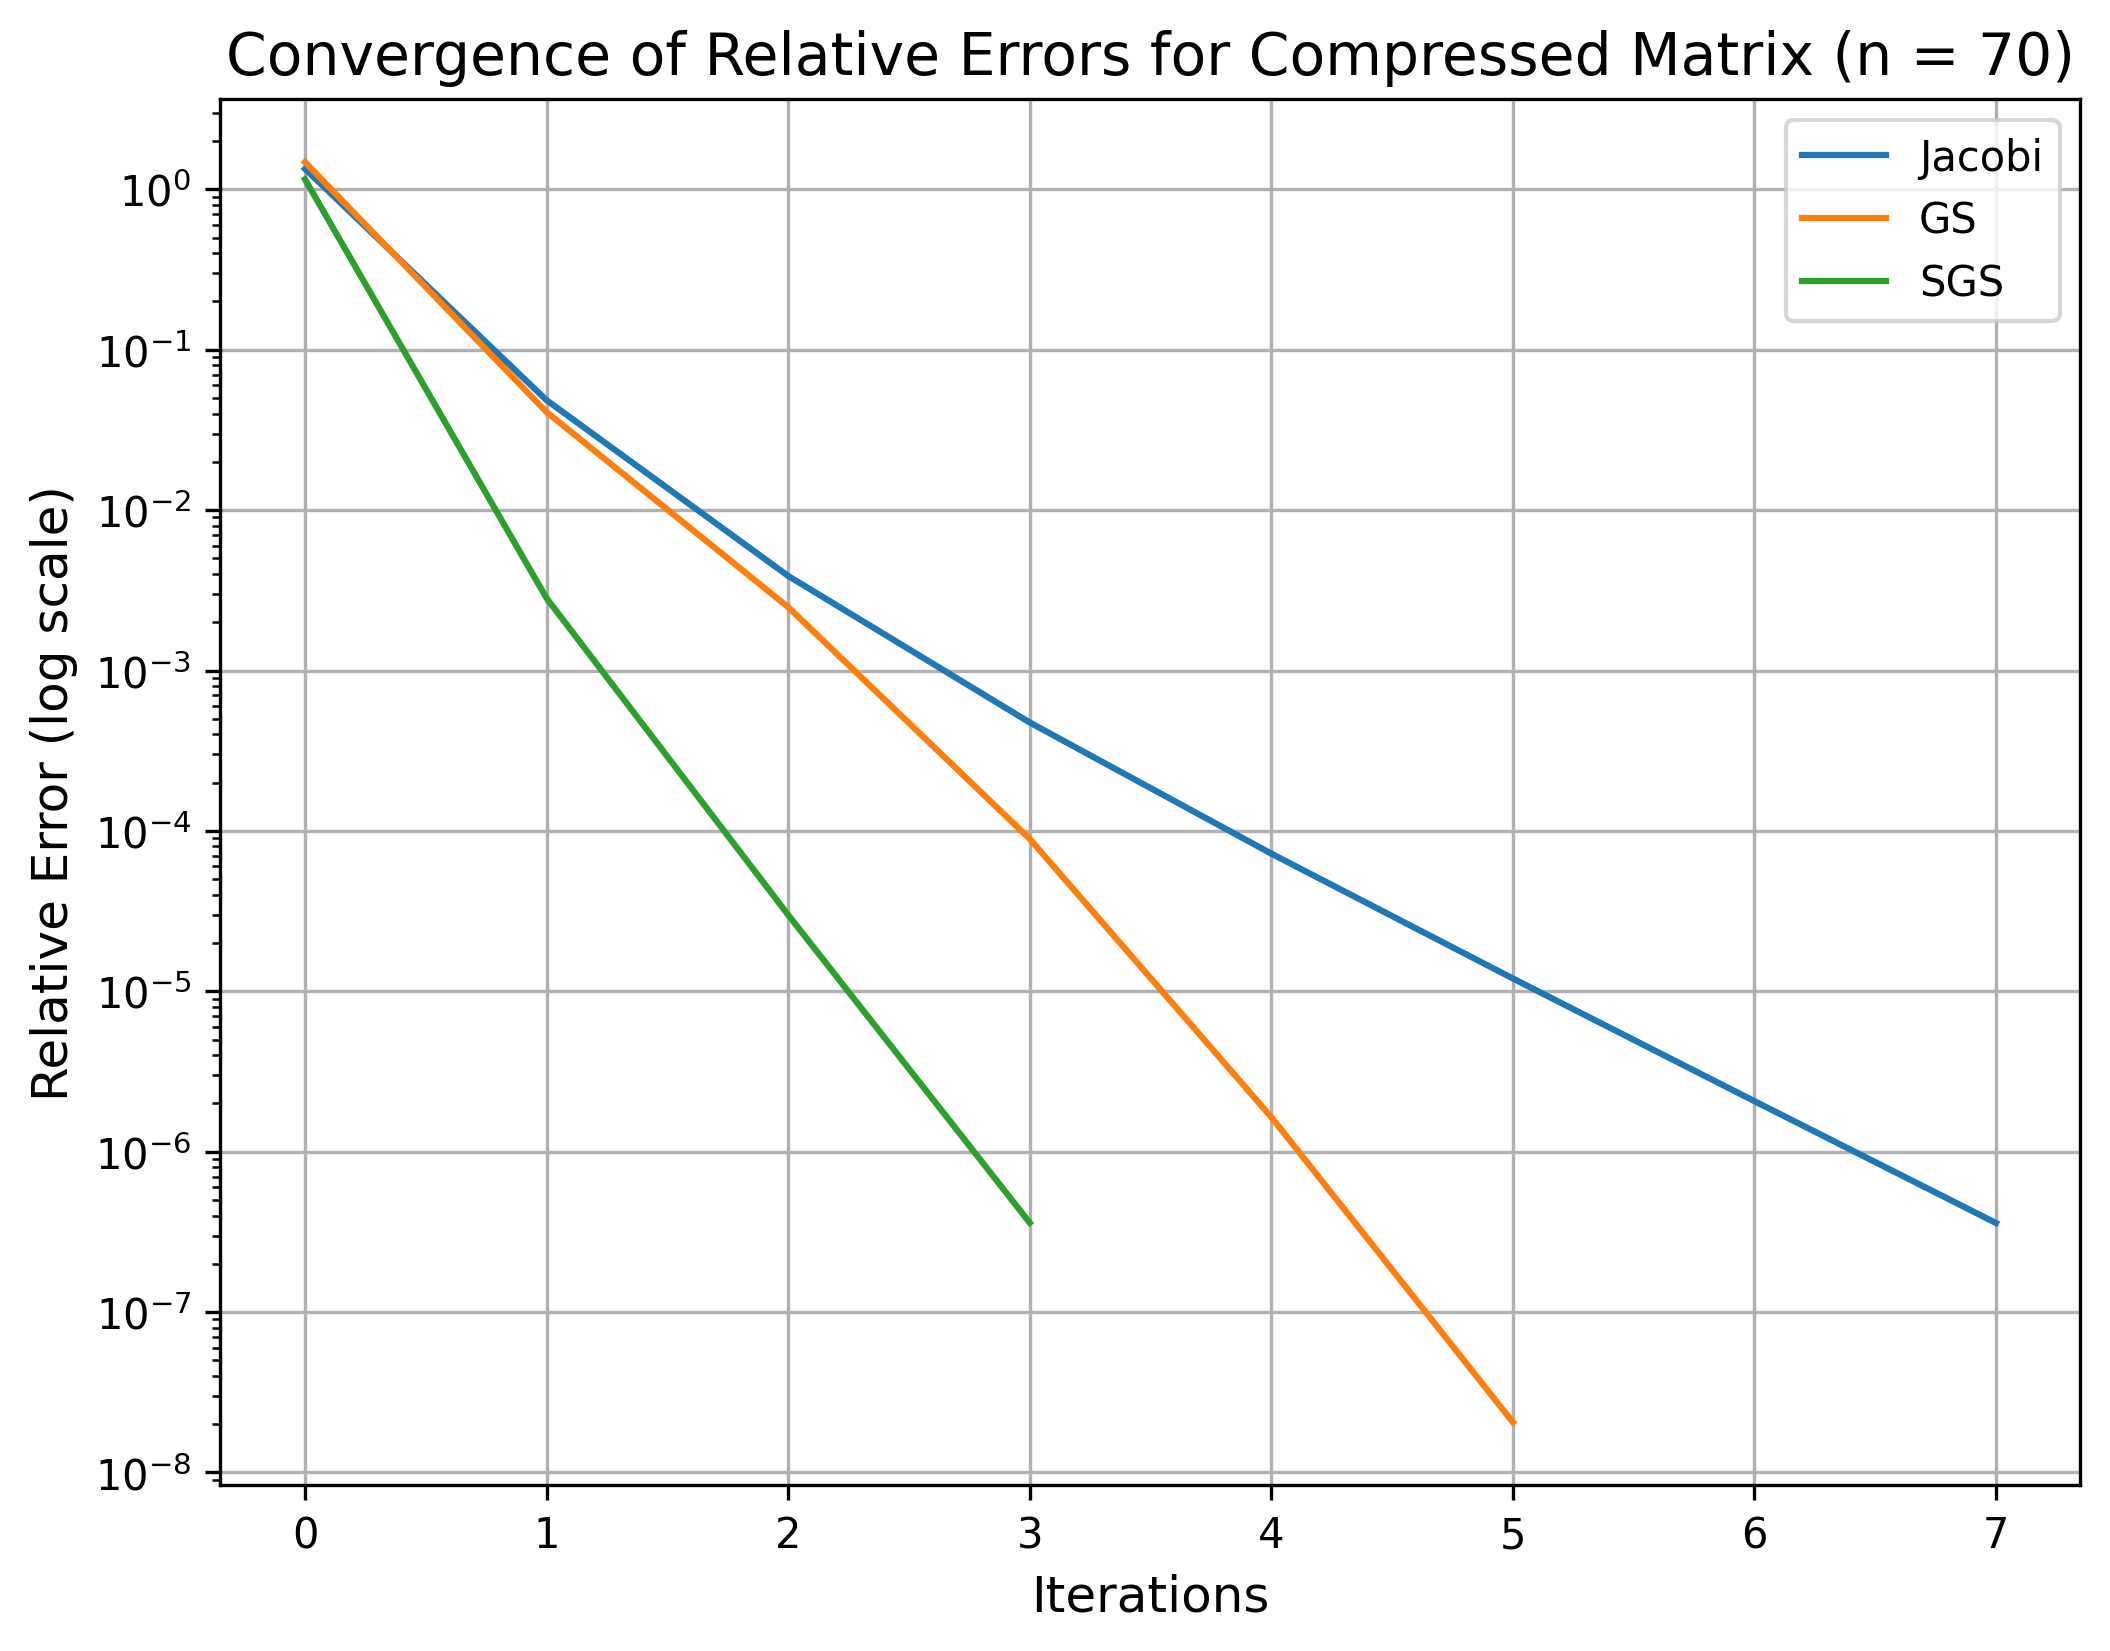 Convergence of Relative Errors for Compressed Matrix (n = 70)
Jacobi
GS
SGS
Relative Error (log scale)
10⁰
10⁻¹
10⁻²
10⁻³
10⁻⁴
10⁻⁵
10⁻⁶
10⁻⁷
10⁻⁸
0 1 2 3 4 5 6 7
Iterations